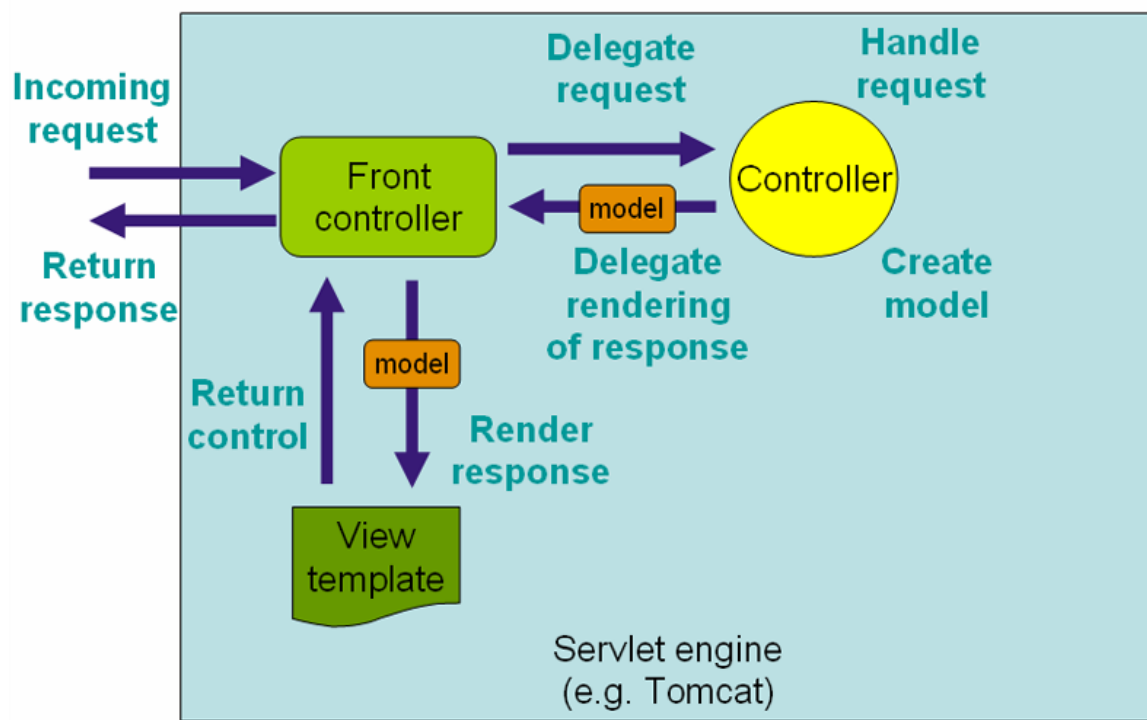 Incoming
request
Return
response
Front
controller
Delegate
request
Handle
request
Controller
model
Delegate
rendering
of response
Create
model
model
Return
control
Render
response
View
template
Servlet engine
(e.g. Tomcat)